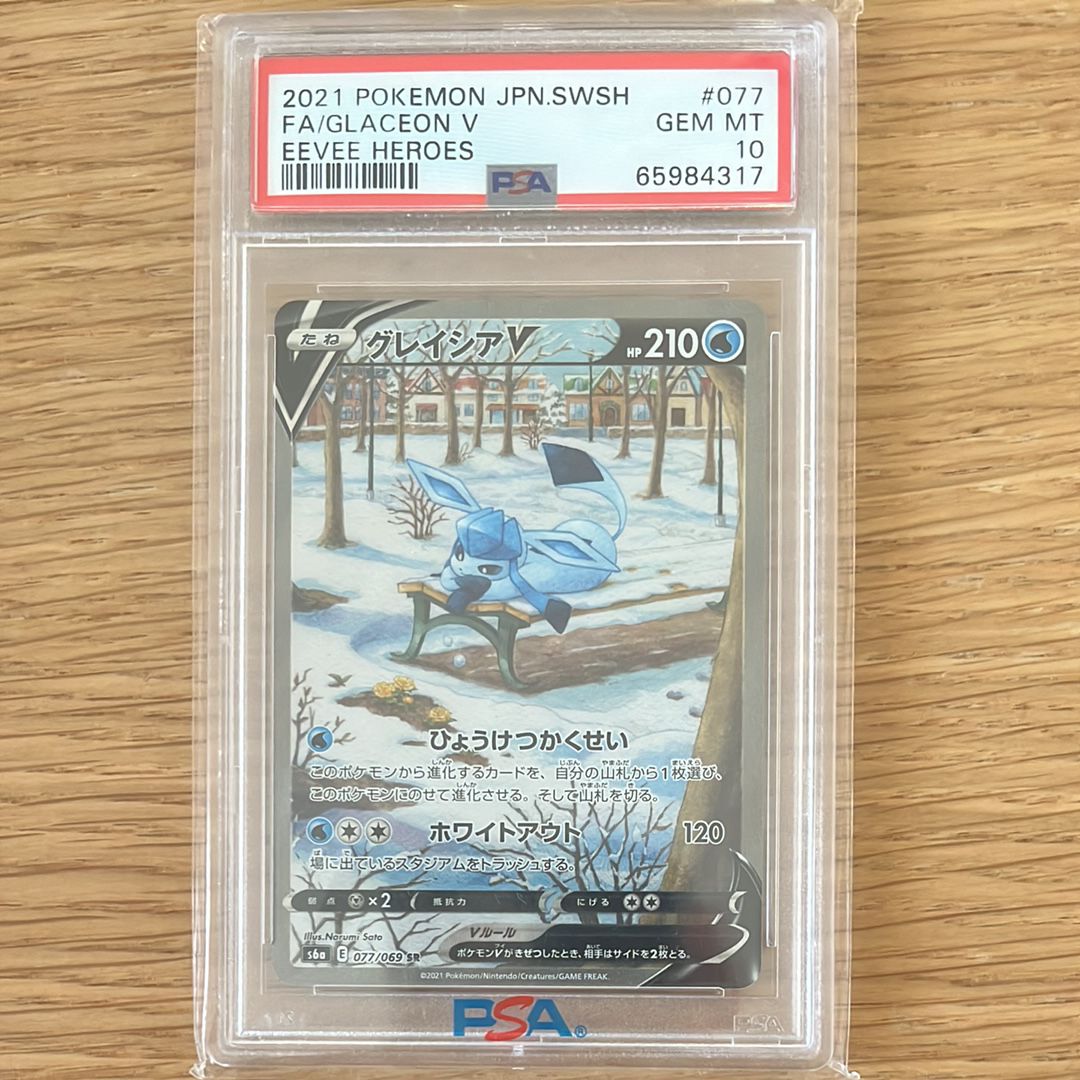 2021 POKEMON JPN.SWSH #077
FA/GLACEON V GEM MT
EEVEE HEROES 10
PSA 65984317
たね グレイシアV HP 210
ひょうけつかくせい
このポケモンから進化するカードを、自分の山札から1枚選び、
このポケモンにのせて進化させる。そして山札を切る。
ホワイトアウト 120
場に出ているスタジアムをトラッシュする。
弱点 ×2 抵抗力 にげる
Illus.Narumi Sato
Vルール
s6a E 077/069 SR ポケモンVがきぜつしたとき、相手はサイドを2枚とる。
©2021 Pokémon/Nintendo/Creatures/GAME FREAK.
PSA® PSA